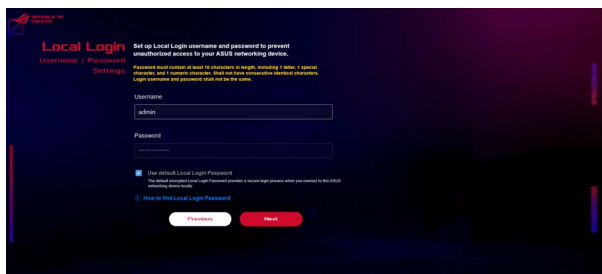 REPUBLIC OF
GAMERS
Local Login
Username / Password
Settings
Set up Local Login username and password to prevent
unauthorized access to your ASUS networking device.
Password must contain at least 10 characters in length, including 1 letter, 1 special
character, and 1 numeric character. Shall not have consecutive identical characters.
Login username and password shall not be the same.
Username
admin
Password
Use default Local Login Password
The default encrypted Local Login Password provides a secure login process when you connect to this ASUS
networking device locally.
How to find Local Login Password
Previous
Next